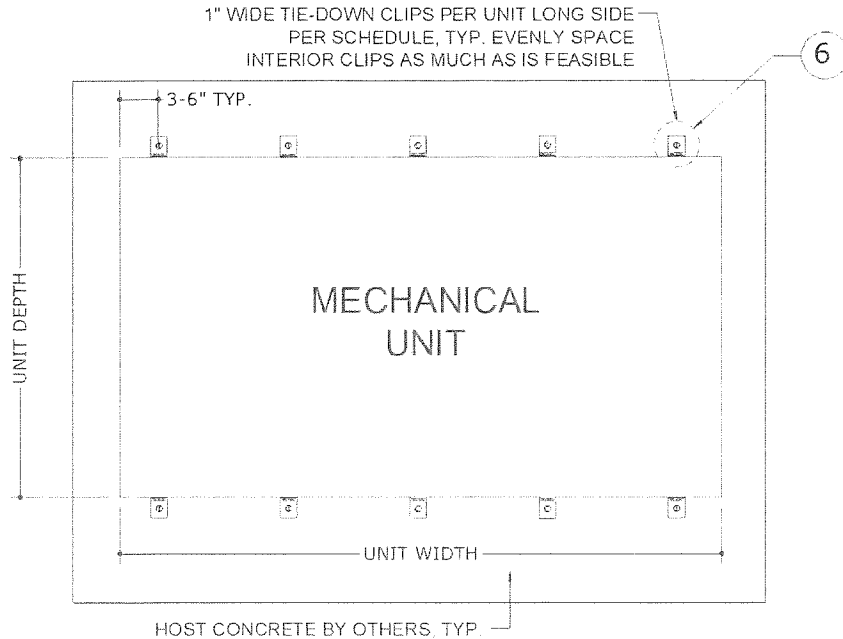 1" WIDE TIE-DOWN CLIPS PER UNIT LONG SIDE
PER SCHEDULE, TYP. EVENLY SPACE
INTERIOR CLIPS AS MUCH AS IS FEASIBLE
6
3-6" TYP.
UNIT DEPTH
MECHANICAL
UNIT
UNIT WIDTH
HOST CONCRETE BY OTHERS, TYP.